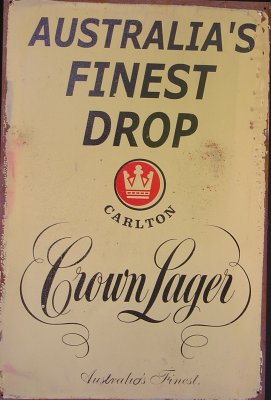 AUSTRALIA'S
FINEST
DROP
CARLTON
Crown Lager
Australia's Finest.